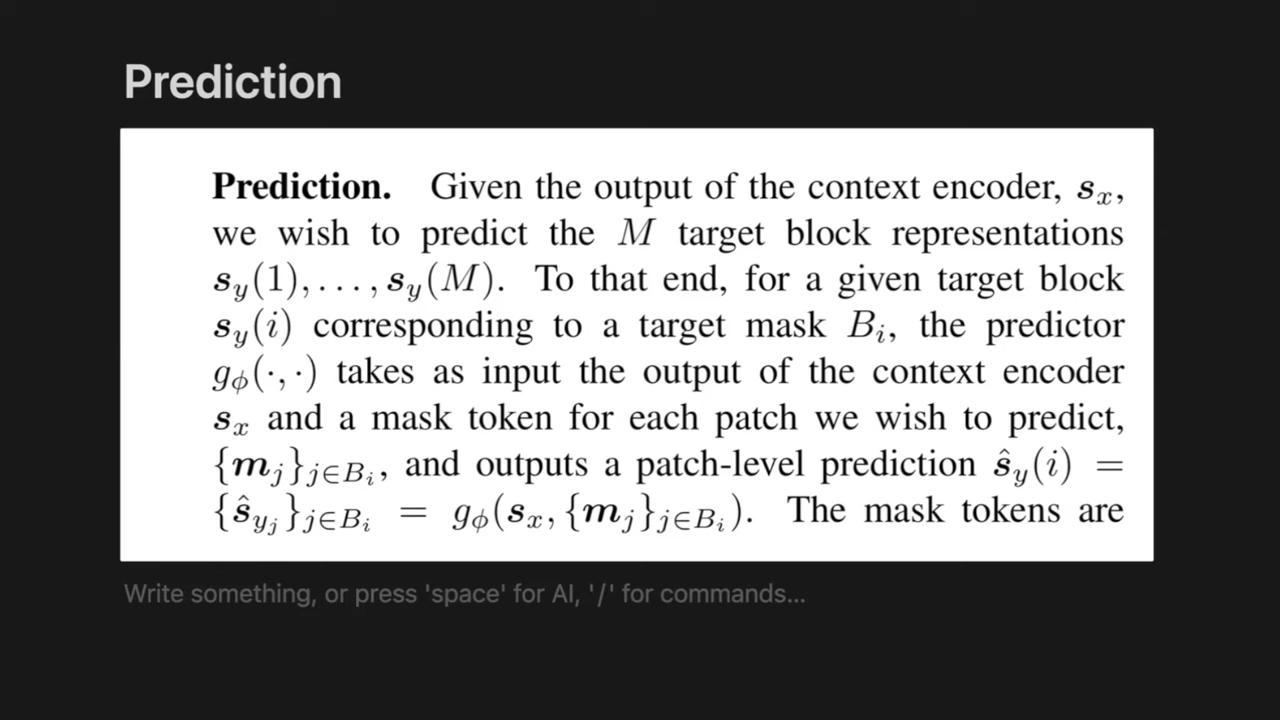 Prediction
Prediction. Given the output of the context encoder, sₓ,
we wish to predict the M target block representations
s_y(1), . . . , s_y(M). To that end, for a given target block
s_y(i) corresponding to a target mask B_i, the predictor
g_ϕ(·, ·) takes as input the output of the context encoder
sₓ and a mask token for each patch we wish to predict,
{m_j}_{j∈B_i}, and outputs a patch-level prediction ŝ_y(i) =
{ŝ_{y_j}}_{j∈B_i} = g_ϕ(sₓ, {m_j}_{j∈B_i}). The mask tokens are
Write something, or press 'space' for AI, '/' for commands...